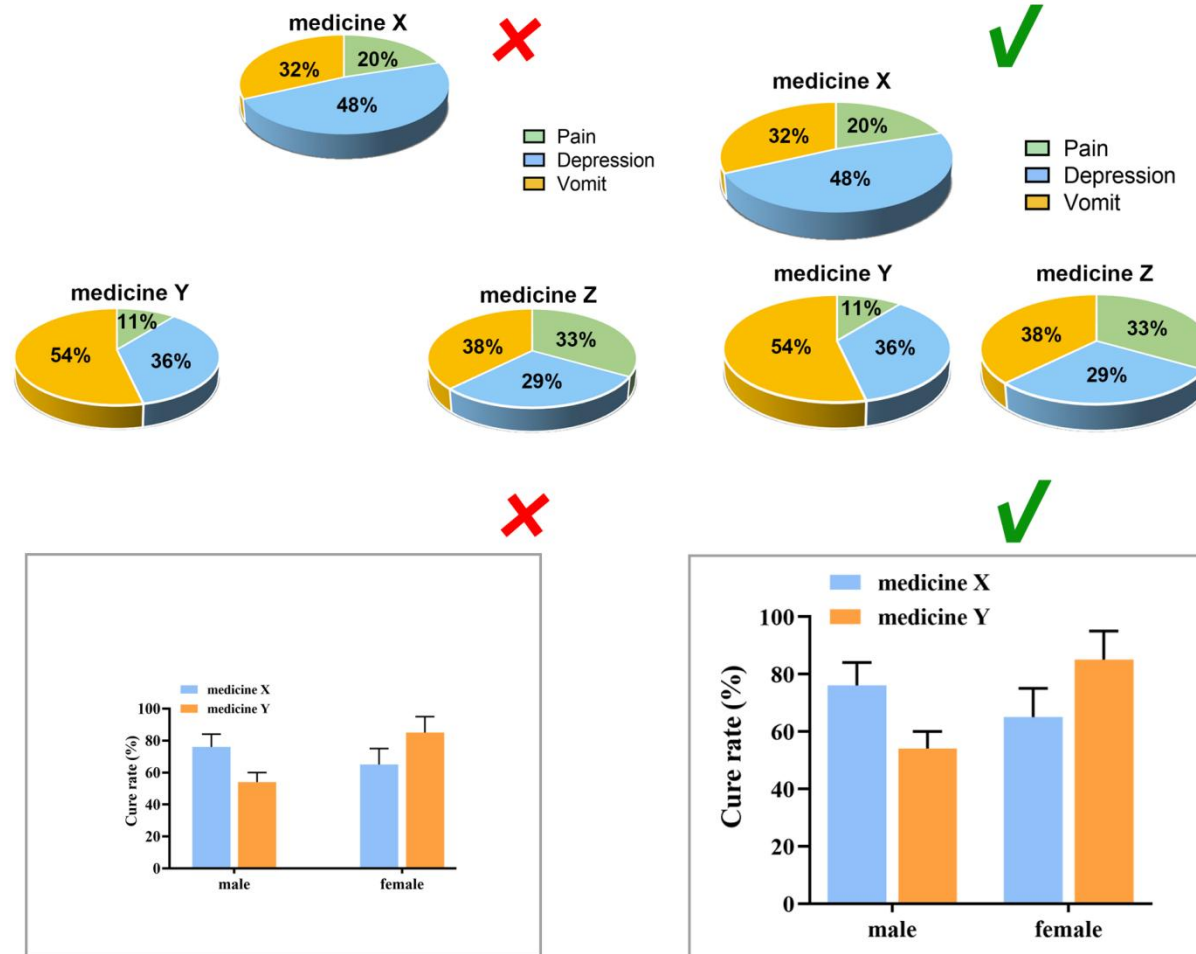 medicine X
32%
20%
48%
Pain
Depression
Vomit
medicine Y
11%
54%
36%
medicine Z
38%
33%
29%
medicine X
32%
20%
48%
Pain
Depression
Vomit
medicine Y
11%
54%
36%
medicine Z
38%
33%
29%
medicine X
medicine Y
Cure rate (%)
100
80
60
40
20
0
male
female
medicine X
medicine Y
Cure rate (%)
100
80
60
40
20
0
male
female